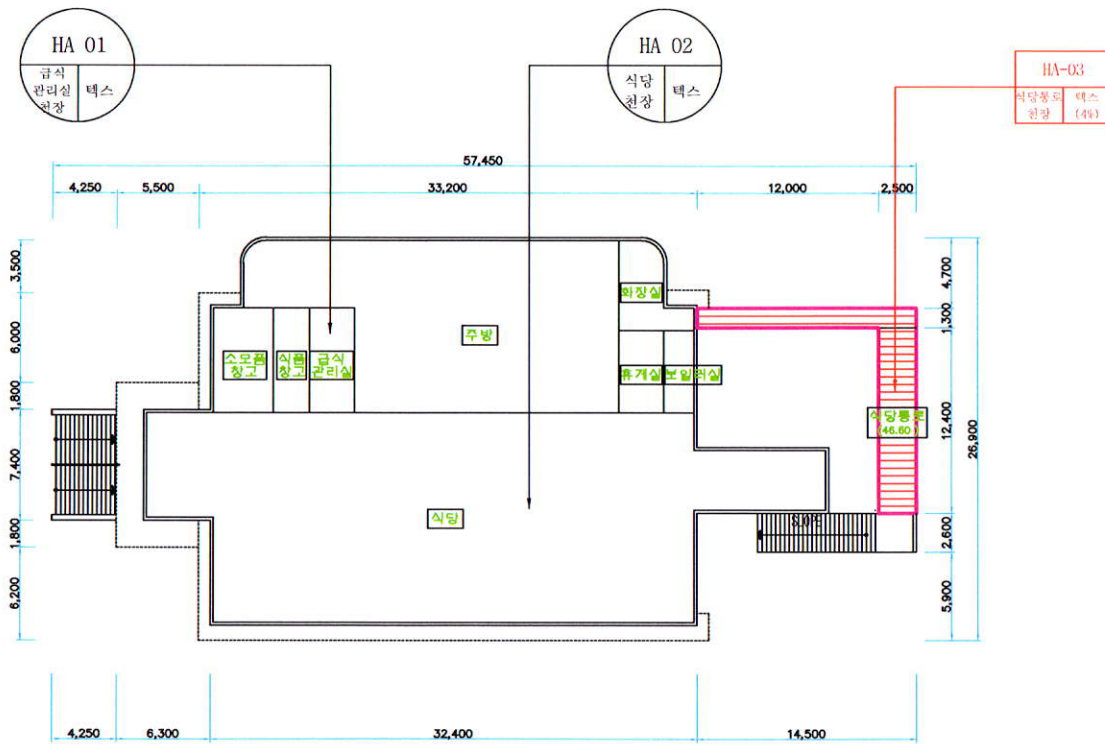 HA 01
급식
관리실
천장
텍스
HA 02
식당
천장
텍스
HA-03
식당통로
천장
텍스
(4%)
57,450
4,250
5,500
33,200
12,000
2,500
3,500
6,000
1,800
7,400
1,800
6,200
4,700
1,300
12,400
2,600
5,900
26,900
화장실
주방
소모품
창고
식품
창고
급식
관리실
휴게실
보일러실
식당통로
(46.60)
식당
SLOPE
4,250
6,300
32,400
14,500